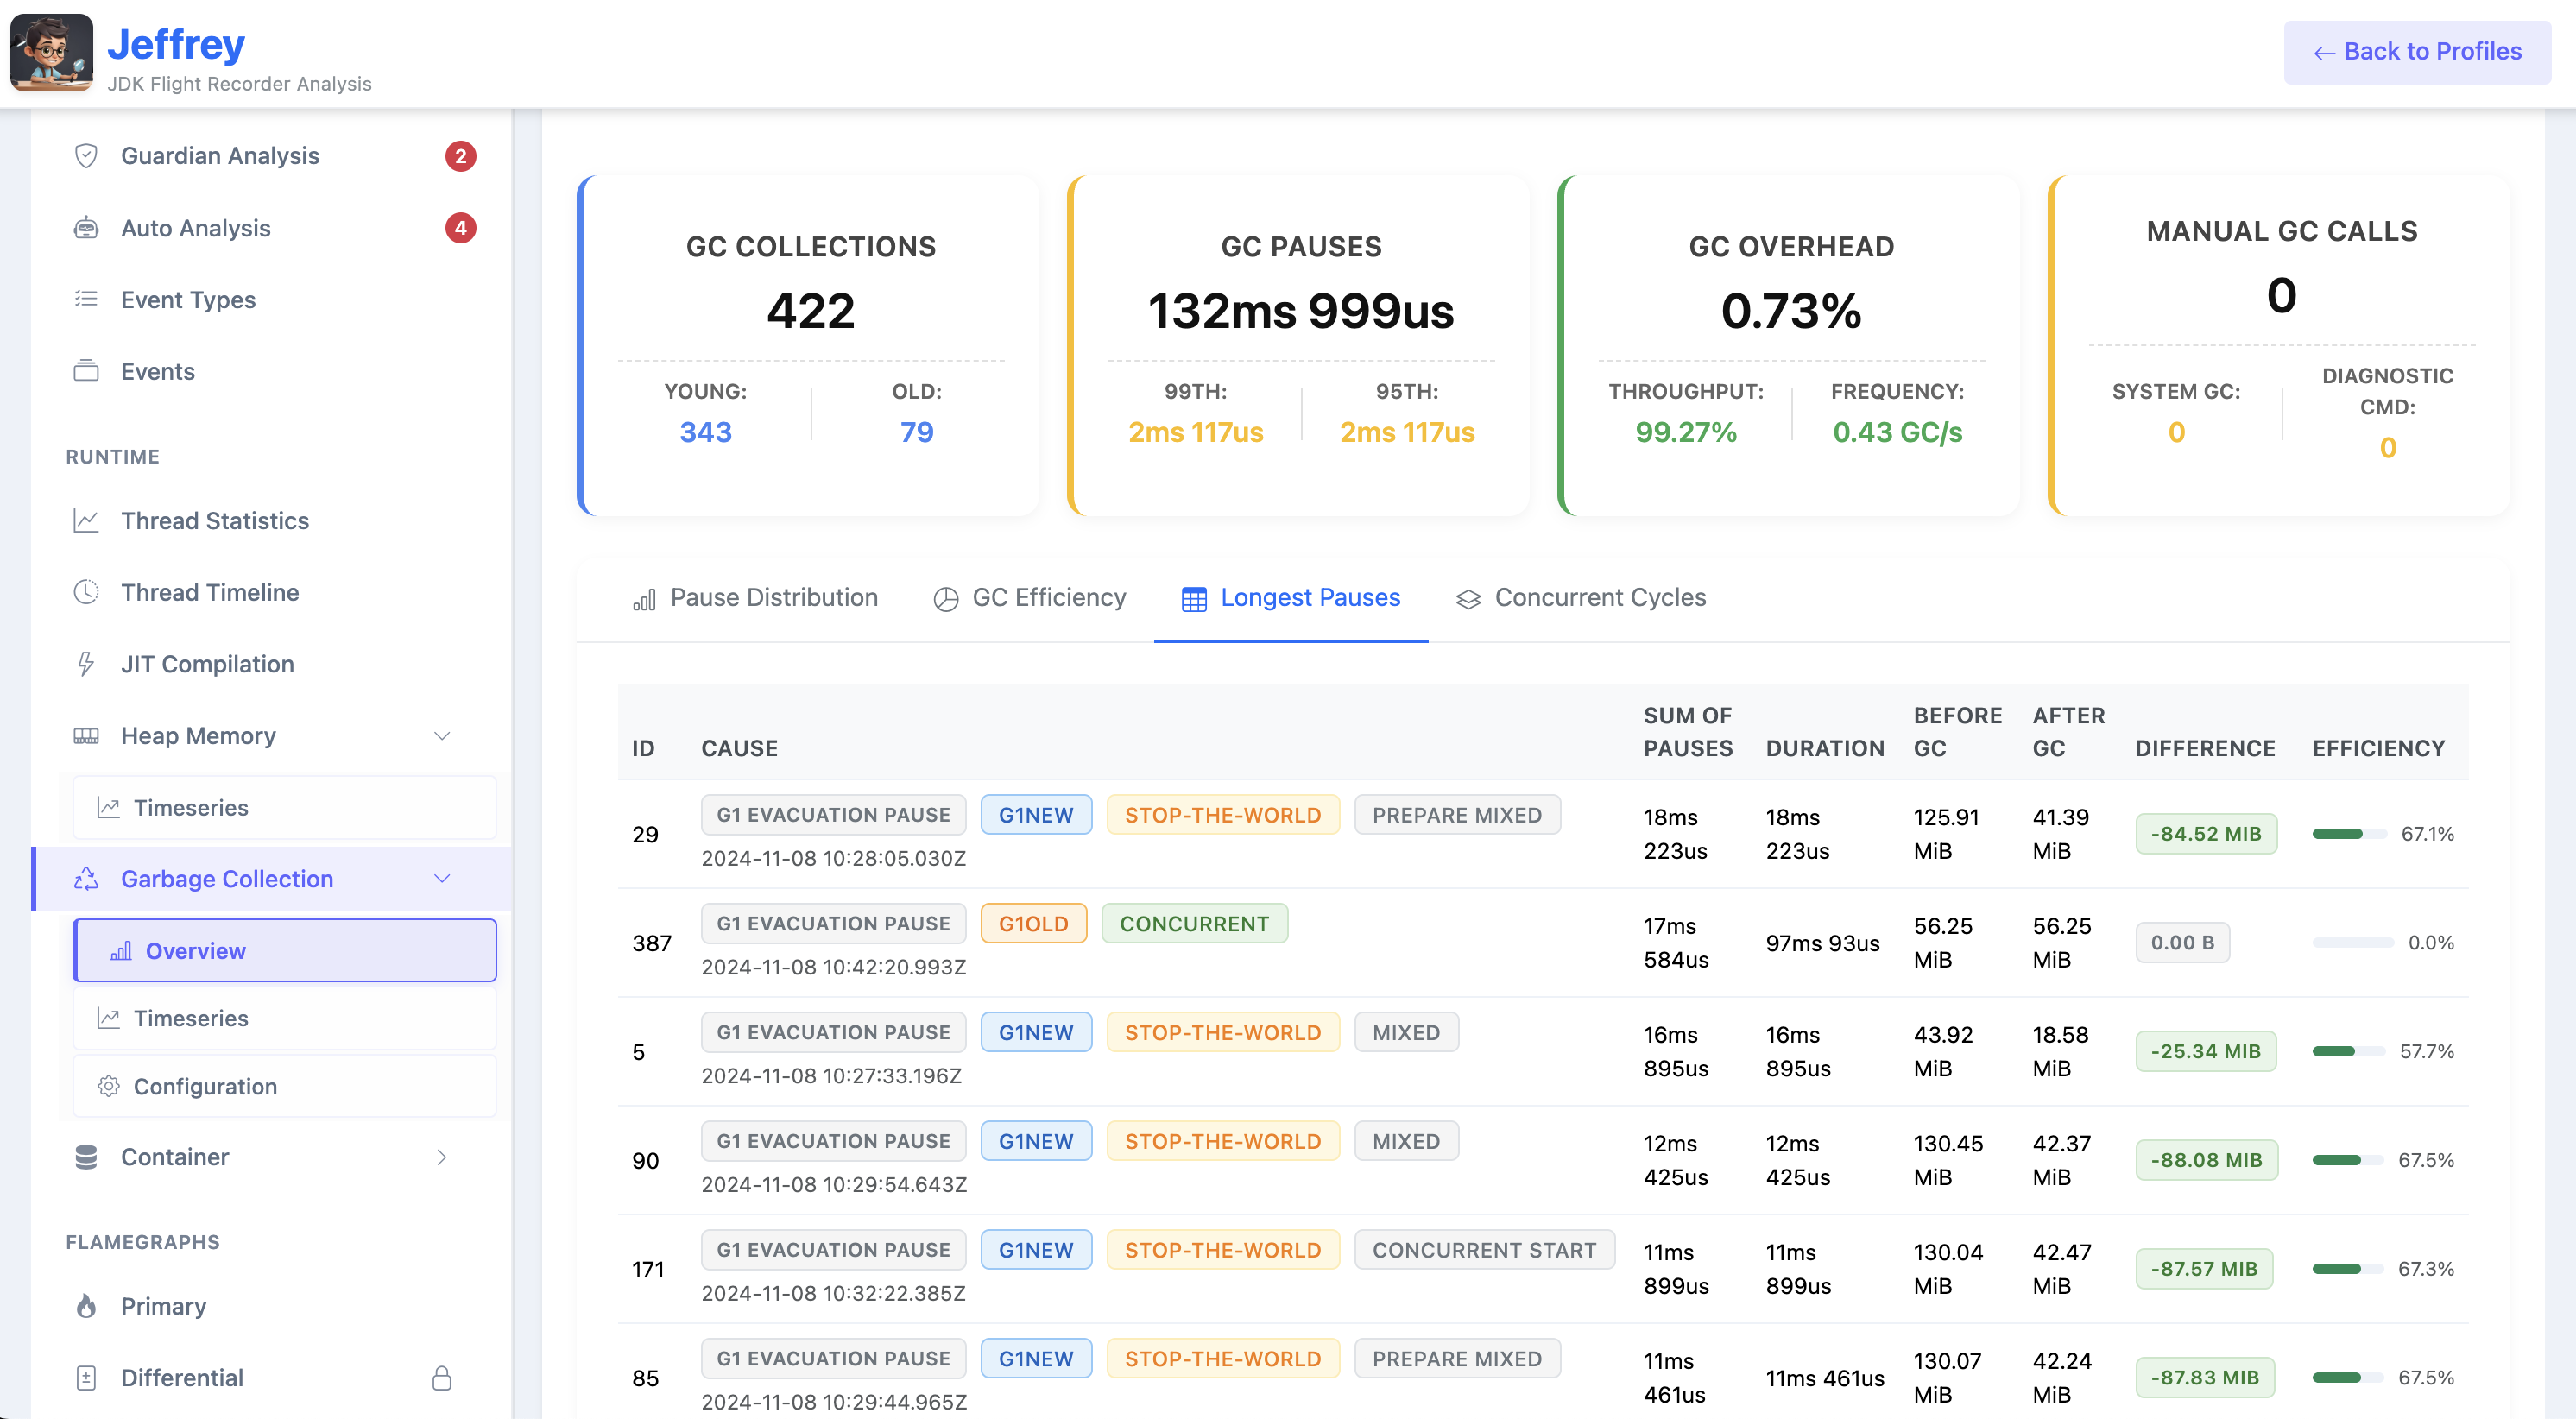 Jeffrey
JDK Flight Recorder Analysis
← Back to Profiles
Guardian Analysis 2
Auto Analysis 4
Event Types
Events
RUNTIME
Thread Statistics
Thread Timeline
JIT Compilation
Heap Memory
Timeseries
Garbage Collection
Overview
Timeseries
Configuration
Container
FLAMEGRAPHS
Primary
Differential
GC COLLECTIONS
422
YOUNG: OLD:
343 79
GC PAUSES
132ms 999us
99TH: 95TH:
2ms 117us 2ms 117us
GC OVERHEAD
0.73%
THROUGHPUT: FREQUENCY:
99.27% 0.43 GC/s
MANUAL GC CALLS
0
SYSTEM GC: DIAGNOSTIC CMD:
0 0
Pause Distribution GC Efficiency Longest Pauses Concurrent Cycles
ID CAUSE SUM OF PAUSES DURATION BEFORE GC AFTER GC DIFFERENCE EFFICIENCY
29 G1 EVACUATION PAUSE G1NEW STOP-THE-WORLD PREPARE MIXED 18ms 223us 18ms 223us 125.91 MiB 41.39 MiB -84.52 MIB 67.1%
2024-11-08 10:28:05.030Z
387 G1 EVACUATION PAUSE G1OLD CONCURRENT 17ms 584us 97ms 93us 56.25 MiB 56.25 MiB 0.00 B 0.0%
2024-11-08 10:42:20.993Z
5 G1 EVACUATION PAUSE G1NEW STOP-THE-WORLD MIXED 16ms 895us 16ms 895us 43.92 MiB 18.58 MiB -25.34 MIB 57.7%
2024-11-08 10:27:33.196Z
90 G1 EVACUATION PAUSE G1NEW STOP-THE-WORLD MIXED 12ms 425us 12ms 425us 130.45 MiB 42.37 MiB -88.08 MIB 67.5%
2024-11-08 10:29:54.643Z
171 G1 EVACUATION PAUSE G1NEW STOP-THE-WORLD CONCURRENT START 11ms 899us 11ms 899us 130.04 MiB 42.47 MiB -87.57 MIB 67.3%
2024-11-08 10:32:22.385Z
85 G1 EVACUATION PAUSE G1NEW STOP-THE-WORLD PREPARE MIXED 11ms 461us 11ms 461us 130.07 MiB 42.24 MiB -87.83 MIB 67.5%
2024-11-08 10:29:44.965Z